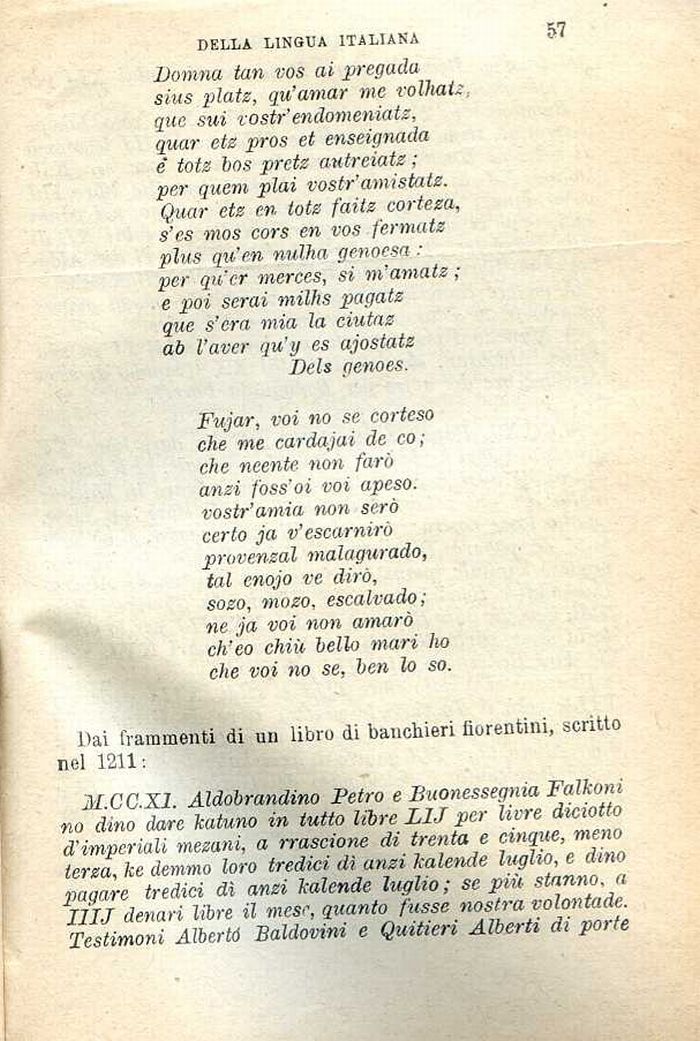 DELLA LINGUA ITALIANA 57
Domna tan vos ai pregada
sius platz, qu'amar me volhatz,
que sui vostr'endomeniatz,
quar etz pros et enseignada
e totz bos pretz autreiatz ;
per quem plai vostr'amistatz.
Quar etz en totz faitz corteza,
s'es mos cors en vos fermatz
plus qu'en nulha genoesa :
per qu'er merces, si m'amatz ;
e poi serai milhs pagatz
que s'era mia la ciutaz
ab l'aver qu'y es ajostatz
Dels genoes.
Fujar, voi no se corteso
che me cardajai de co;
che neente non farò
anzi foss'oi voi apeso.
vostr'amia non serò
certo ja v'escarnirò
provenzal malagurado,
tal enojo ve dirò,
sozo, mozo, escalvado;
ne ja voi non amarò
ch'eo chiù bello mari ho
che voi no se, ben lo so.
Dai frammenti di un libro di banchieri fiorentini, scritto
nel 1211 :
M.CC.XI. Aldobrandino Petro e Buonessegnia Falkoni
no dino dare katuno in tutto libre LIJ per livre diciotto
d'imperiali mezani, a rrascione di trenta e cinque, meno
terza, ke demmo loro tredici dì anzi kalende luglio, e dino
pagare tredici dì anzi kalende luglio ; se più stanno, a
IIIJ denari libre il mese, quanto fusse nostra volontade.
Testimoni Alberto Baldovini e Quitieri Alberti di porte